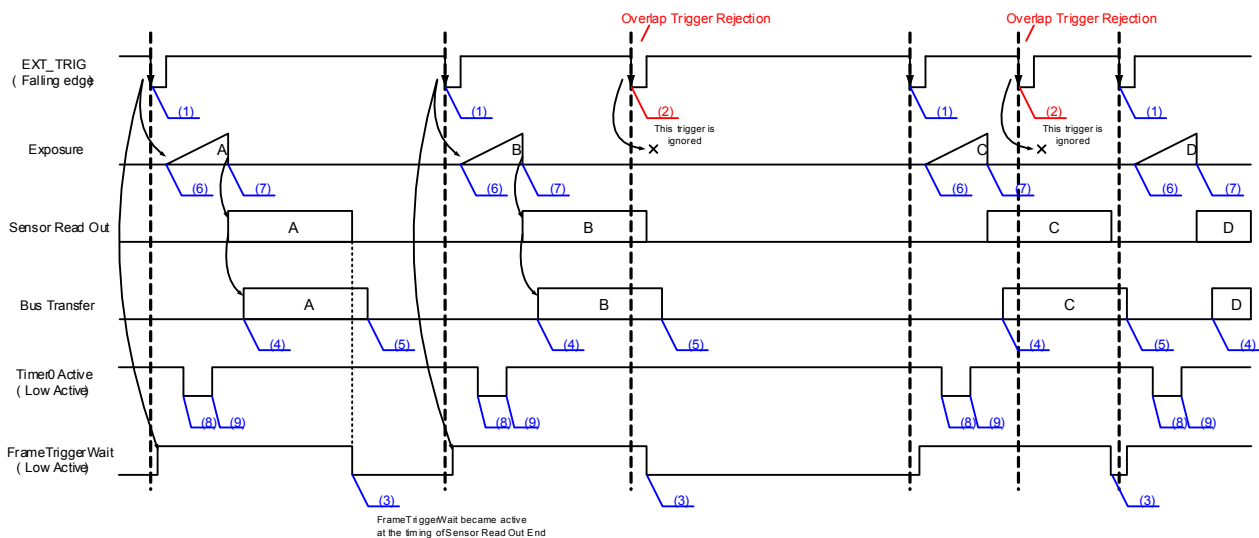 Overlap Trigger Rejection
Overlap Trigger Rejection
EXT_TRIG
( Falling edge)
(1)
(1)
(2)
(1)
(2)
(1)
This trigger is
ignored
This trigger is
ignored
Exposure
A
B
C
D
(6)
(7)
(6)
(7)
(6)
(7)
(6)
(7)
Sensor Read Out
A
B
C
D
Bus Transfer
A
B
C
D
(4)
(5)
(4)
(5)
(4)
(5)
(4)
Timer0 Active
( Low Active)
(8)
(9)
(8)
(9)
(8)
(9)
(8)
(9)
FrameTriggerWait
( Low Active)
(3)
(3)
(3)
FrameTriggerWait became active
at the timing of Sensor Read Out End